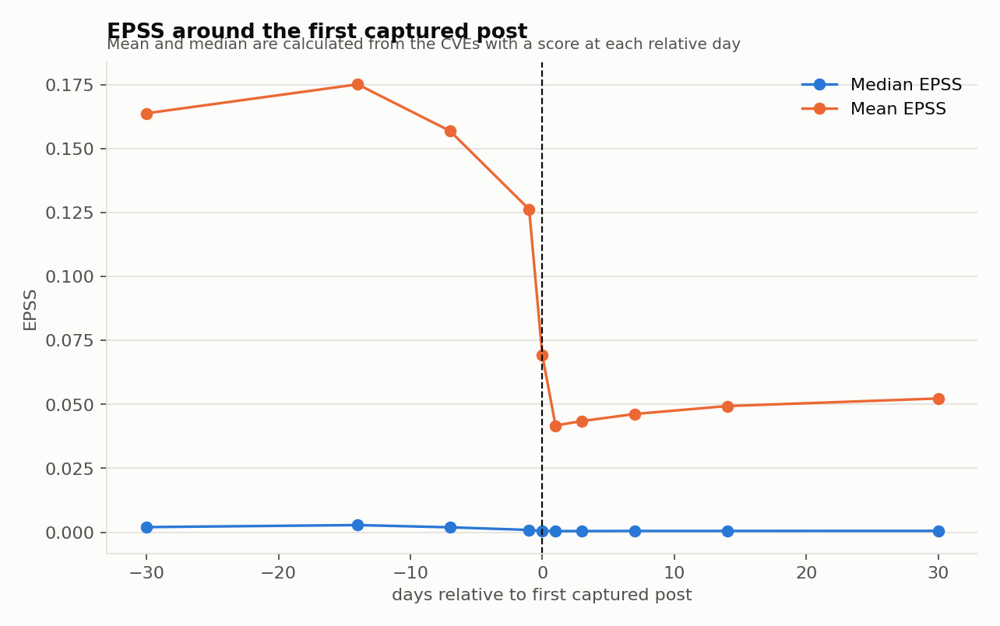 EPSS around the first captured post
Mean and median are calculated from the CVEs with a score at each relative day
Median EPSS
Mean EPSS
EPSS
0.175
0.150
0.125
0.100
0.075
0.050
0.025
0.000
−30
−20
−10
0
10
20
30
days relative to first captured post